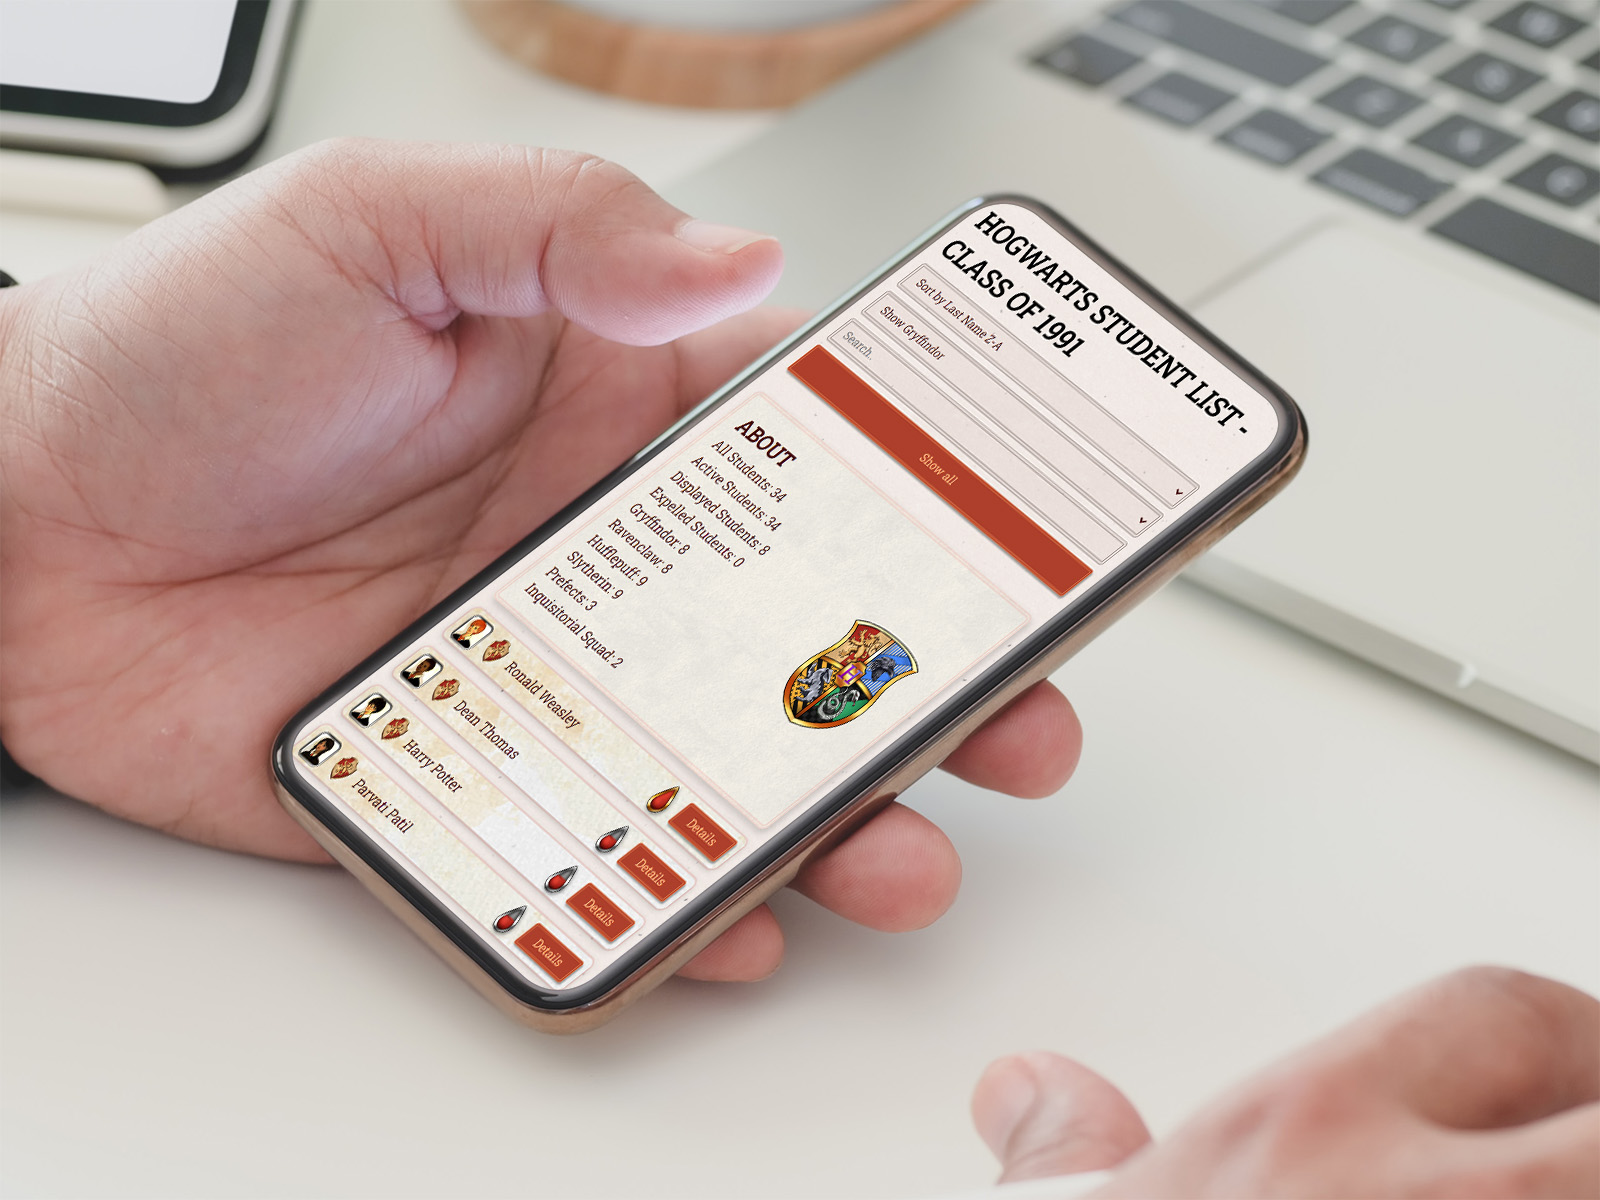 HOGWARTS STUDENT LIST -
CLASS OF 1991
Sort by Last Name Z-A
Show Gryffindor
Search..
Show all
ABOUT
All Students: 34
Active Students: 34
Displayed Students: 8
Expelled Students: 0
Gryffindor: 8
Ravenclaw: 8
Hufflepuff: 9
Slytherin: 9
Prefects: 3
Inquisitorial Squad: 2
H
Ronald Weasley Details
Dean Thomas Details
Harry Potter Details
Parvati Patil Details